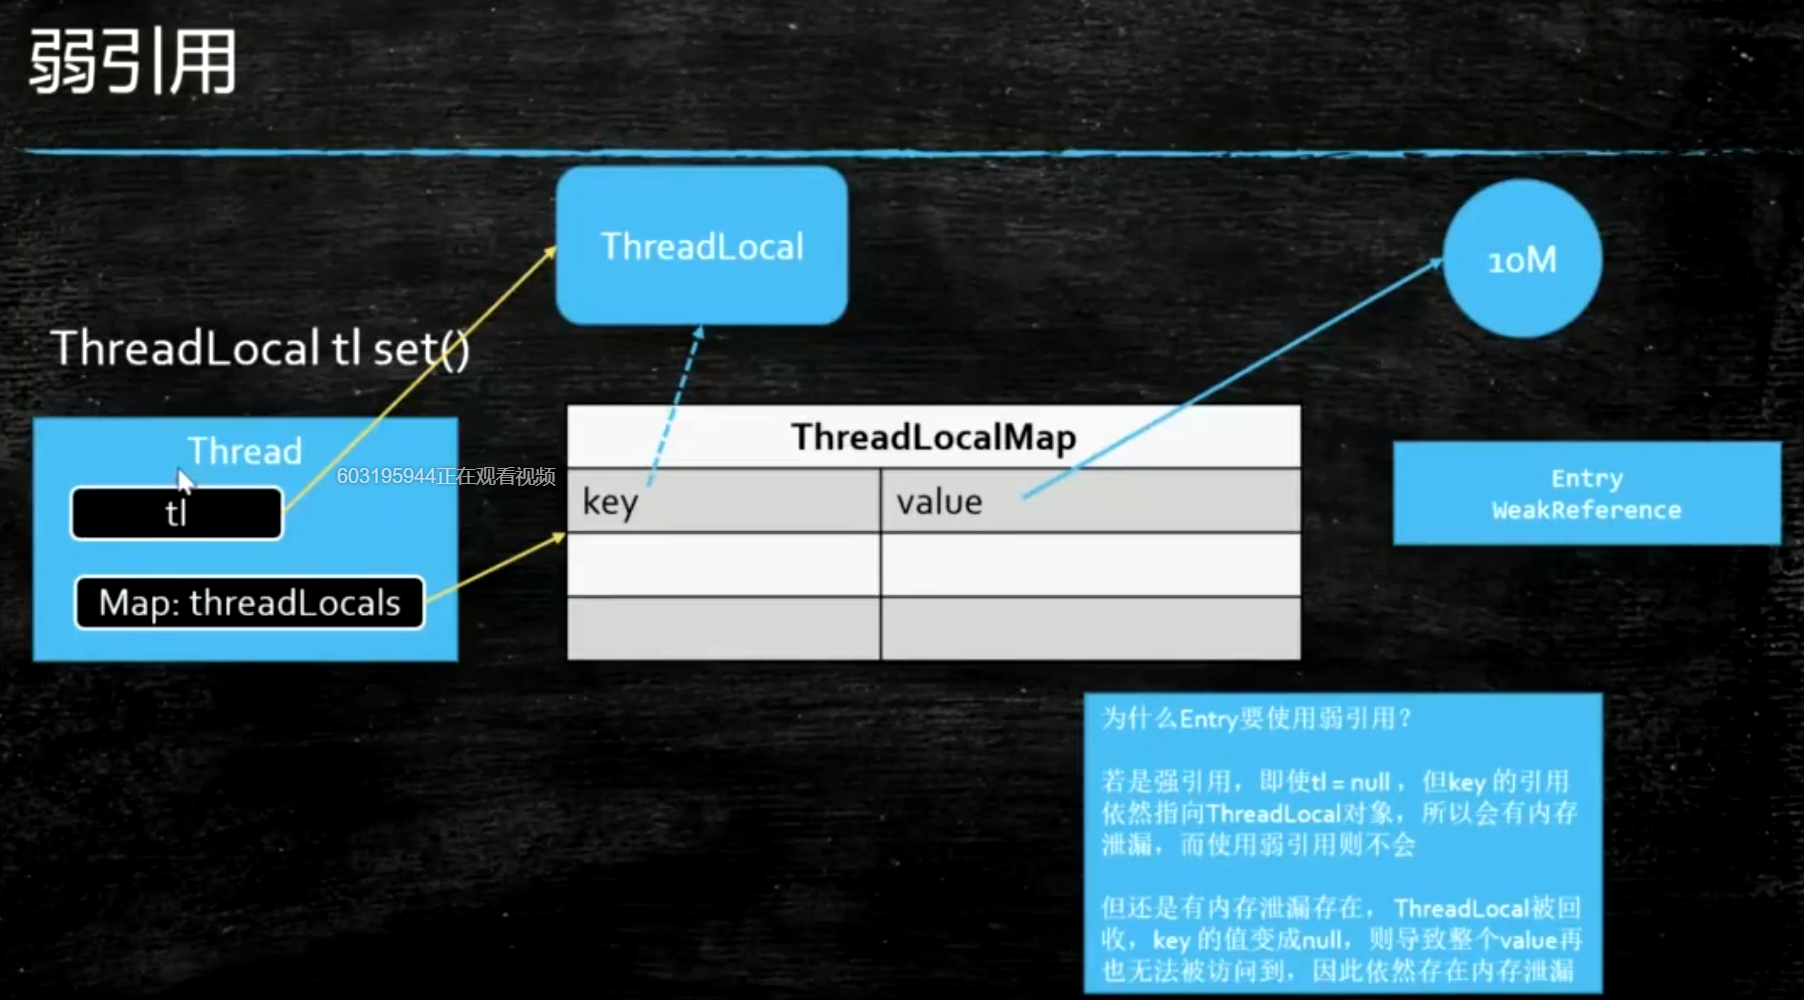 弱引用
ThreadLocal
10M
ThreadLocal tl set()
Thread
603195944正在观看视频
tl
Map: threadLocals
ThreadLocalMap
key
value
Entry
WeakReference
为什么Entry要使用弱引用?
若是强引用，即使tl = null ，但key 的引用
依然指向ThreadLocal对象，所以会有内存
泄漏，而使用弱引用则不会
但还是有内存泄漏存在， ThreadLocal被回
收，key 的值变成null，则导致整个value再
也无法被访问到，因此依然存在内存泄漏